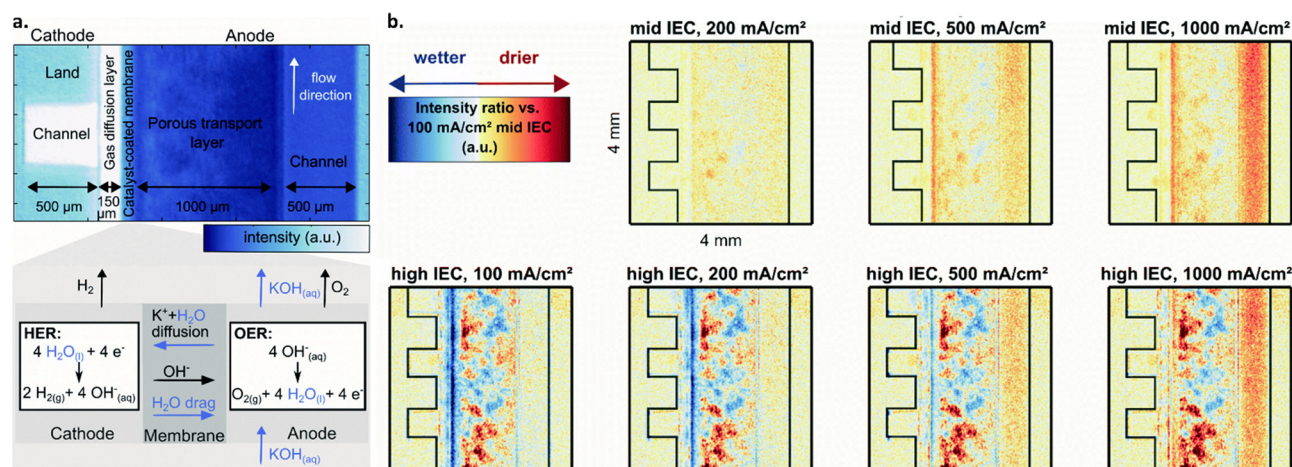 a.
Cathode
Anode
Land
Channel
Gas diffusion layer
Catalyst-coated membrane
Porous transport
layer
flow
direction
Channel
500 µm
150
µm
1000 µm
500 µm
intensity (a.u.)
H2
KOH(aq)
O2
HER:
4 H2O(l) + 4 e-
2 H2(g)+ 4 OH-(aq)
K++H2O
diffusion
OH-
H2O drag
OER:
4 OH-(aq)
O2(g)+ 4 H2O(l)+ 4 e-
Cathode
Membrane
Anode
KOH(aq)
b.
wetter
drier
Intensity ratio vs.
100 mA/cm² mid IEC
(a.u.)
mid IEC, 200 mA/cm²
mid IEC, 500 mA/cm²
mid IEC, 1000 mA/cm²
4 mm
4 mm
high IEC, 100 mA/cm²
high IEC, 200 mA/cm²
high IEC, 500 mA/cm²
high IEC, 1000 mA/cm²